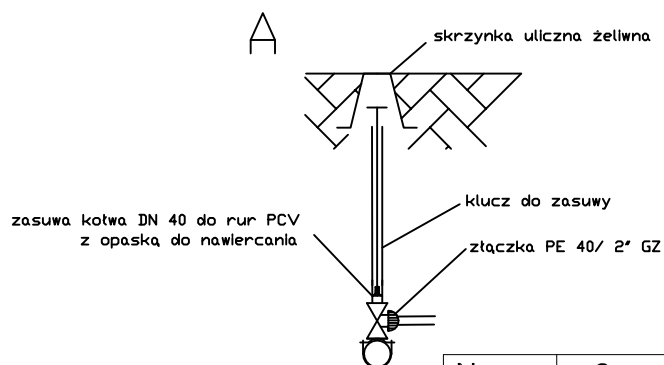 A
skrzynka uliczna żeliwna
klucz do zasuwy
zasuwa kotwa DN 40 do rur PCV
z opaską do nawiercania
złączka PE 40/ 2" GZ